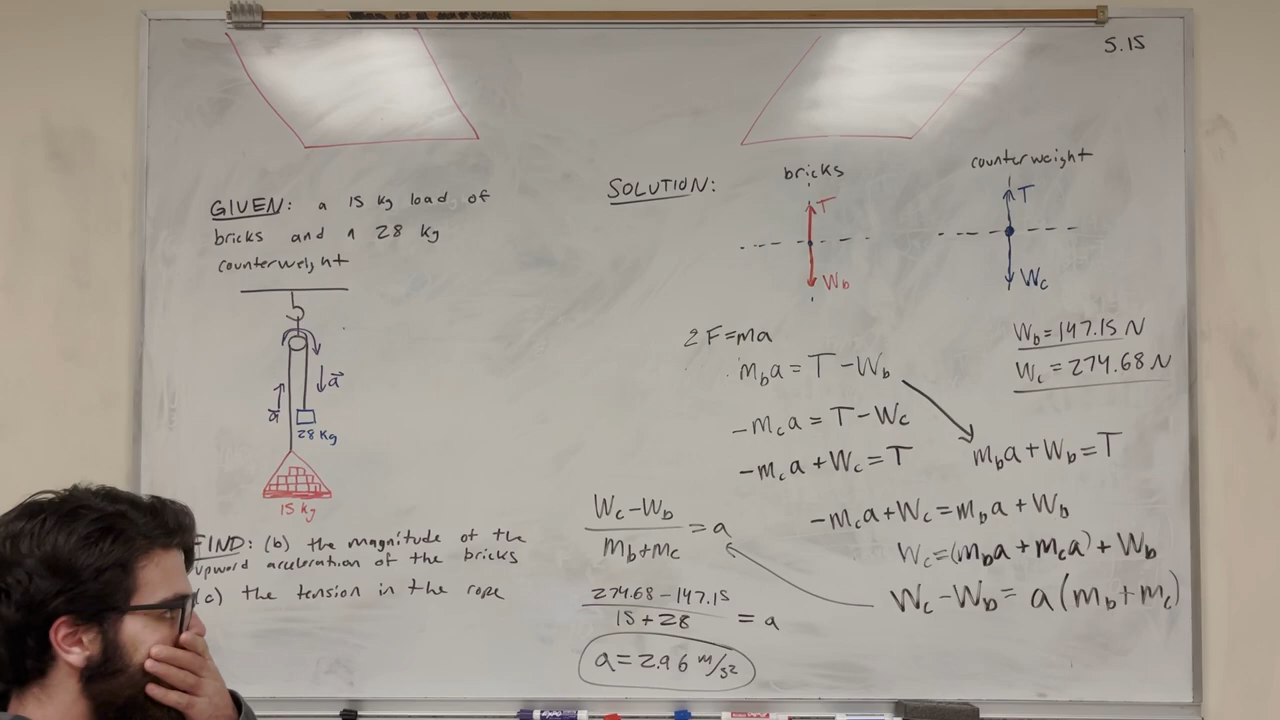 5.15
GIVEN: a 15 kg load of
bricks and a 28 kg
counterweight
a⃗
a⃗
28 kg
15 kg
FIND: (b) the magnitude of the
upward acceleration of the bricks
(c) the tension in the rope
SOLUTION:
bricks
T
Wb
counterweight
T
Wc
Wb = 147.15 N
Wc = 274.68 N
ΣF = ma
mba = T - Wb
-mca = T - Wc
-mca + Wc = T
mba + Wb = T
-mca + Wc = mba + Wb
Wc = (mba + mca) + Wb
Wc - Wb = a(mb + mc)
Wc - Wb
mb + mc
= a
274.68 - 147.15
15 + 28
= a
a = 2.96 m/s²